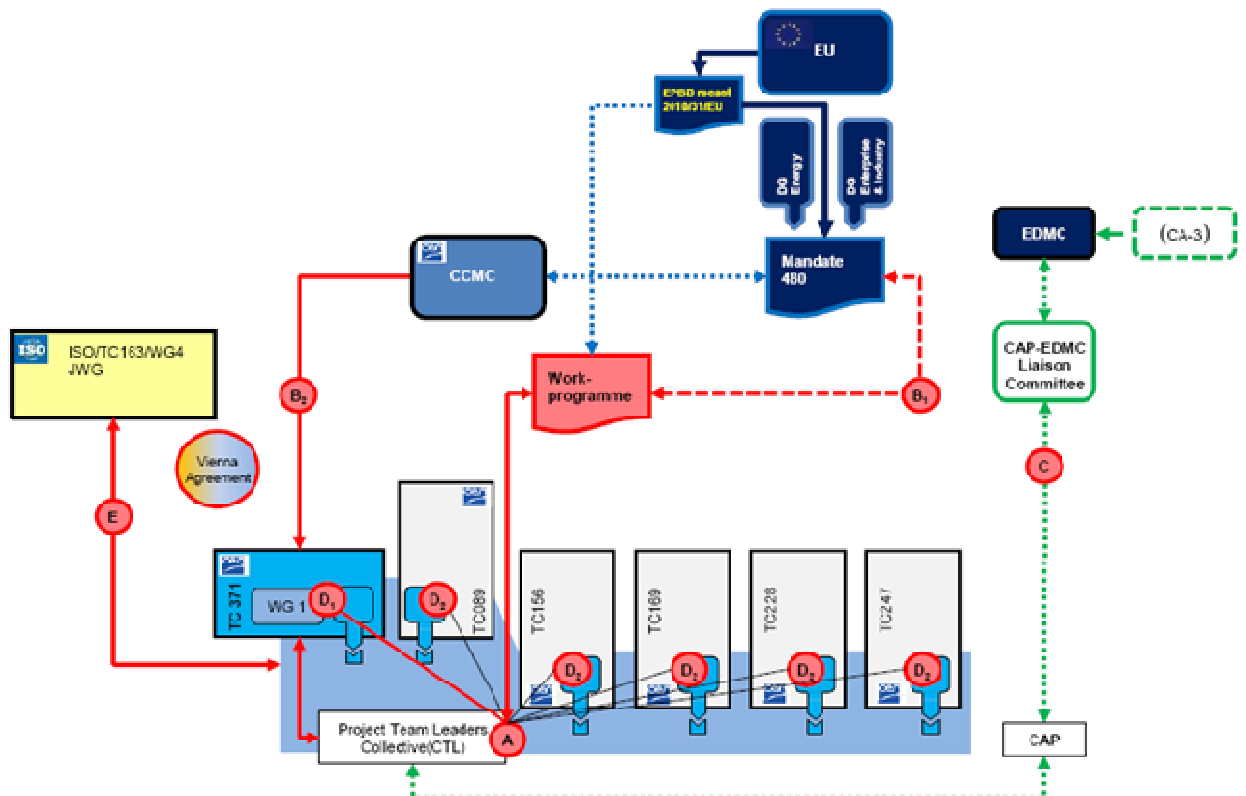 EU
EPBD recast
2010/31/EU
DG
Energy
DG
Enterprise
& Industry
EDMC
(CA-3)
CCMC
Mandate
480
ISO
ISO/TC163/WG4
JWG
CAP-EDMC
Liaison
Committee
Work-
programme
B2
B1
Vienna
Agreement
C
E
TC 371
WG 1
D1
D2
TC089
TC156
TC169
TC228
TC247
D2
D2
D2
D2
Project Team Leaders
Collective(CTL)
A
CAP